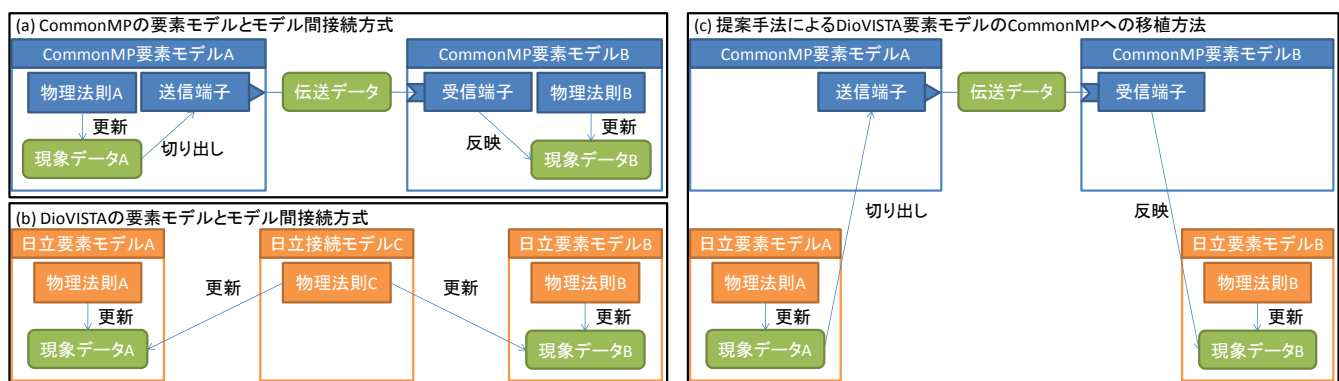 (a) CommonMPの要素モデルとモデル間接続方式
CommonMP要素モデルA
物理法則A
送信端子
更新
現象データA
切り出し
伝送データ
CommonMP要素モデルB
受信端子
物理法則B
反映
更新
現象データB
(b) DioVISTAの要素モデルとモデル間接続方式
日立要素モデルA
物理法則A
更新
現象データA
日立接続モデルC
物理法則C
更新
更新
日立要素モデルB
物理法則B
更新
現象データB
(c) 提案手法によるDioVISTA要素モデルのCommonMPへの移植方法
CommonMP要素モデルA
送信端子
伝送データ
CommonMP要素モデルB
受信端子
切り出し
反映
日立要素モデルA
物理法則A
更新
現象データA
日立要素モデルB
物理法則B
更新
現象データB